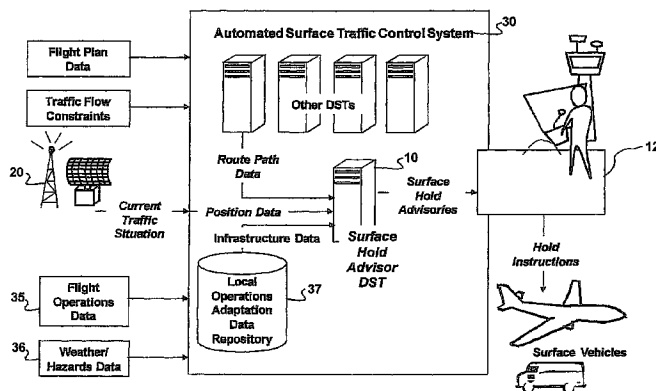 Automated Surface Traffic Control System
30
Flight Plan
Data
Traffic Flow
Constraints
Other DSTs
20
Current
Traffic
Situation
Route Path
Data
10
Position Data
Infrastructure Data
Surface
Hold
Advisor
DST
Surface
Hold
Advisories
12
Hold
Instructions
35
Flight
Operations
Data
Local
Operations
Adaptation
Data
Repository
37
36
Weather/
Hazards Data
Surface Vehicles